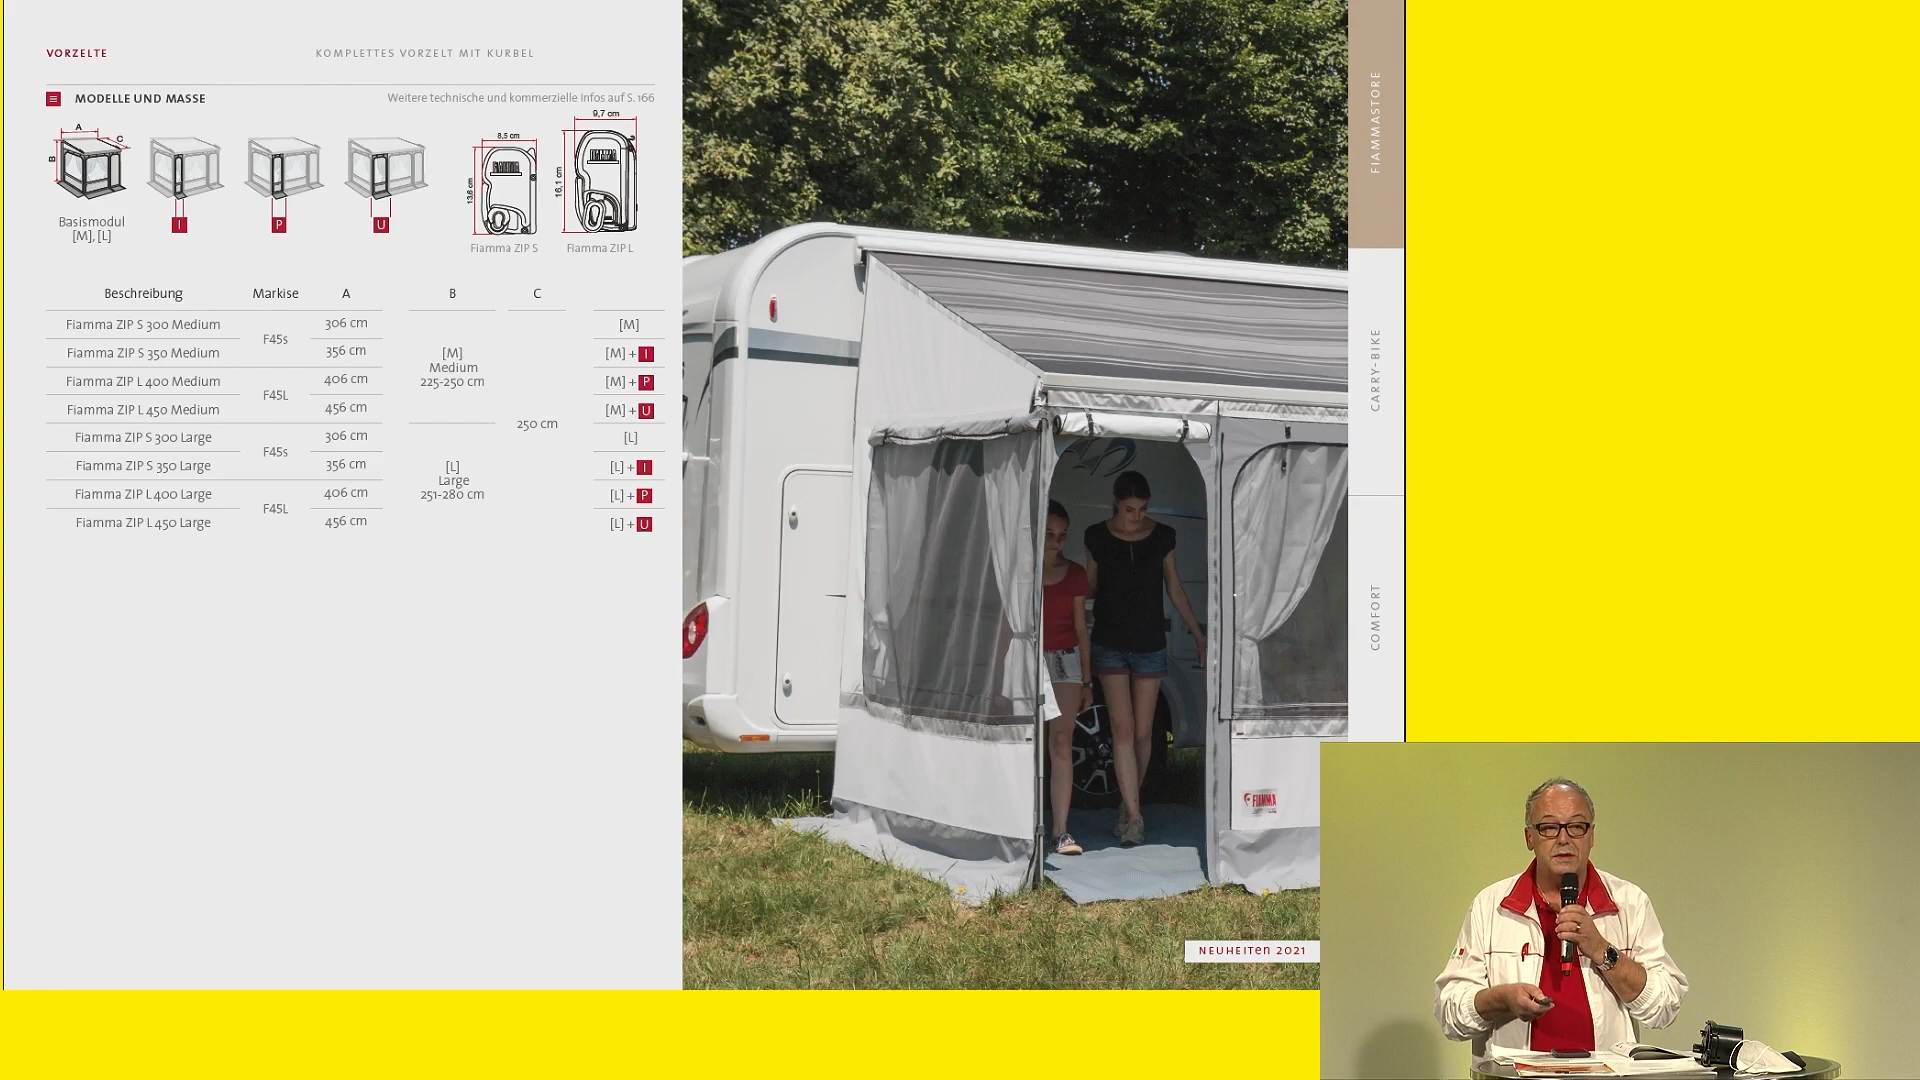 VORZELTE KOMPLETTES VORZELT MIT KURBEL
MODELLE UND MASSE Weitere technische und kommerzielle Infos auf S. 166
A
C
B
8,5 cm
13,6 cm
9,7 cm
16,1 cm
Basismodul
[M], [L]
I P U
Fiamma ZIP S Fiamma ZIP L
Beschreibung Markise A B C
Fiamma ZIP S 300 Medium 306 cm [M]
F45s
Fiamma ZIP S 350 Medium 356 cm [M] + I
[M]
Medium
225-250 cm
Fiamma ZIP L 400 Medium 406 cm [M] + P
F45L
Fiamma ZIP L 450 Medium 456 cm [M] + U
250 cm
Fiamma ZIP S 300 Large 306 cm [L]
F45s
Fiamma ZIP S 350 Large 356 cm [L] + I
[L]
Large
251-280 cm
Fiamma ZIP L 400 Large 406 cm [L] + P
F45L
Fiamma ZIP L 450 Large 456 cm [L] + U
FIAMMASTORE
CARRY-BIKE
COMFORT
FIAMMA
NEUHEITEN 2021